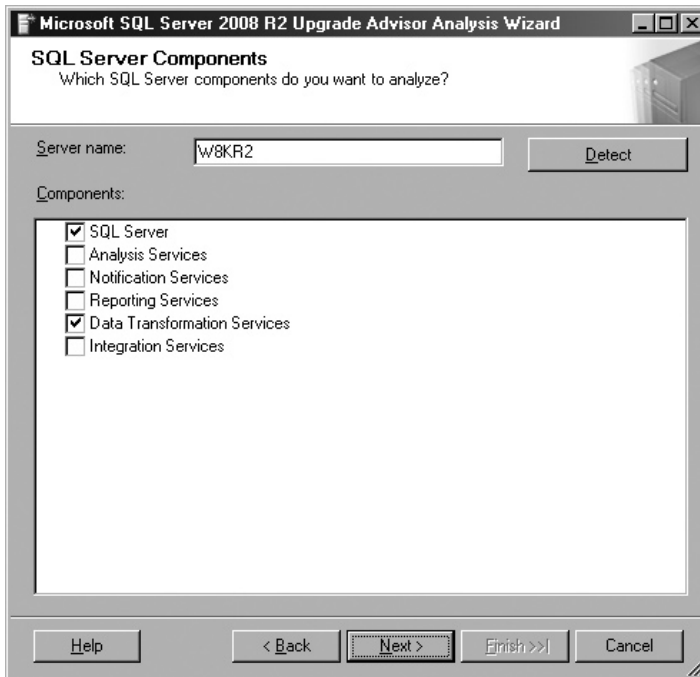 Microsoft SQL Server 2008 R2 Upgrade Advisor Analysis Wizard
SQL Server Components
Which SQL Server components do you want to analyze?
Server name:
W8KR2
Detect
Components:
SQL Server
Analysis Services
Notification Services
Reporting Services
Data Transformation Services
Integration Services
Help
< Back
Next >
Finish >>|
Cancel